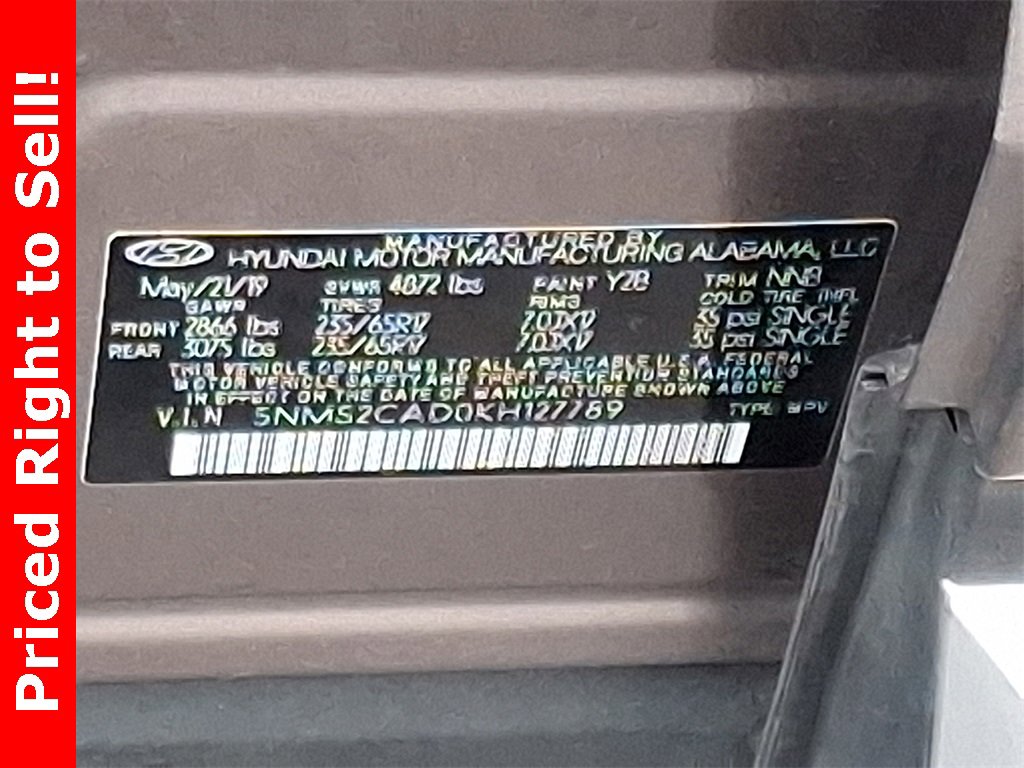 Priced Right to Sell!
MANUFACTURED BY
HYUNDAI MOTOR MANUFACTURING ALABAMA, LLC
May/21/19 GVWR 4872 lbs PAINT Y2B TRIM NNB
GAWR TIRES RIMS COLD TIRE INFL
FRONT 2866 lbs 235/65R17 7.0JX17 35 psi SINGLE
REAR 3075 lbs 235/65R17 7.0JX17 35 psi SINGLE
THIS VEHICLE CONFORMS TO ALL APPLICABLE U.S.A. FEDERAL
MOTOR VEHICLE SAFETY AND THEFT PREVENTION STANDARDS
IN EFFECT ON THE DATE OF MANUFACTURE SHOWN ABOVE
V.I.N 5NMS2CAD0KH127789 TYPE MPV